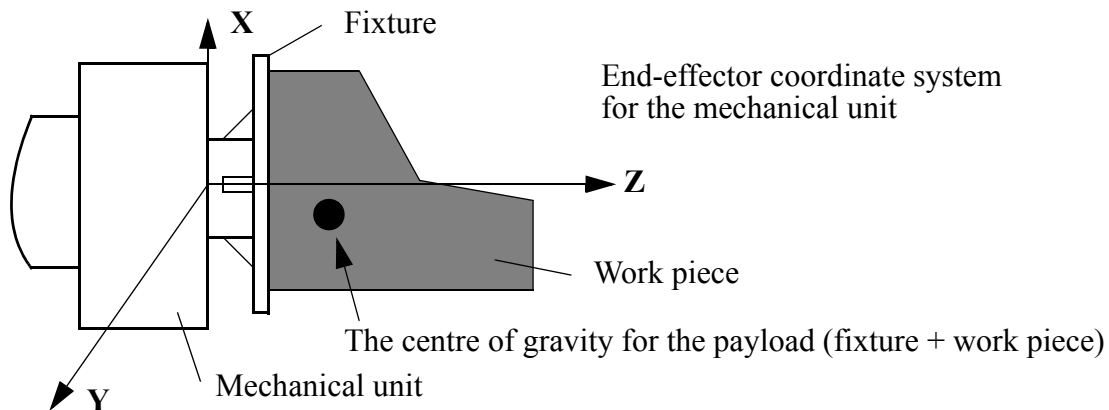 X
Fixture
End-effector coordinate system
for the mechanical unit
Z
Work piece
The centre of gravity for the payload (fixture + work piece)
Mechanical unit
Y